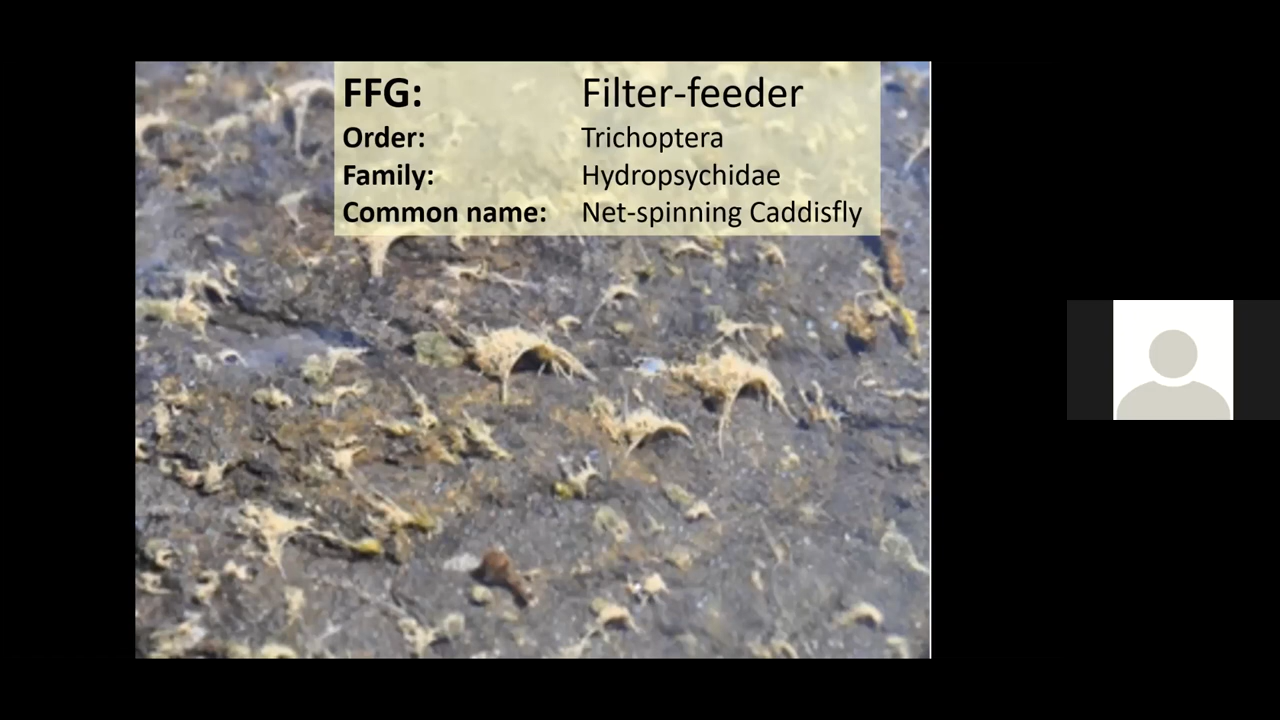 FFG: Filter-feeder
Order: Trichoptera
Family: Hydropsychidae
Common name: Net-spinning Caddisfly